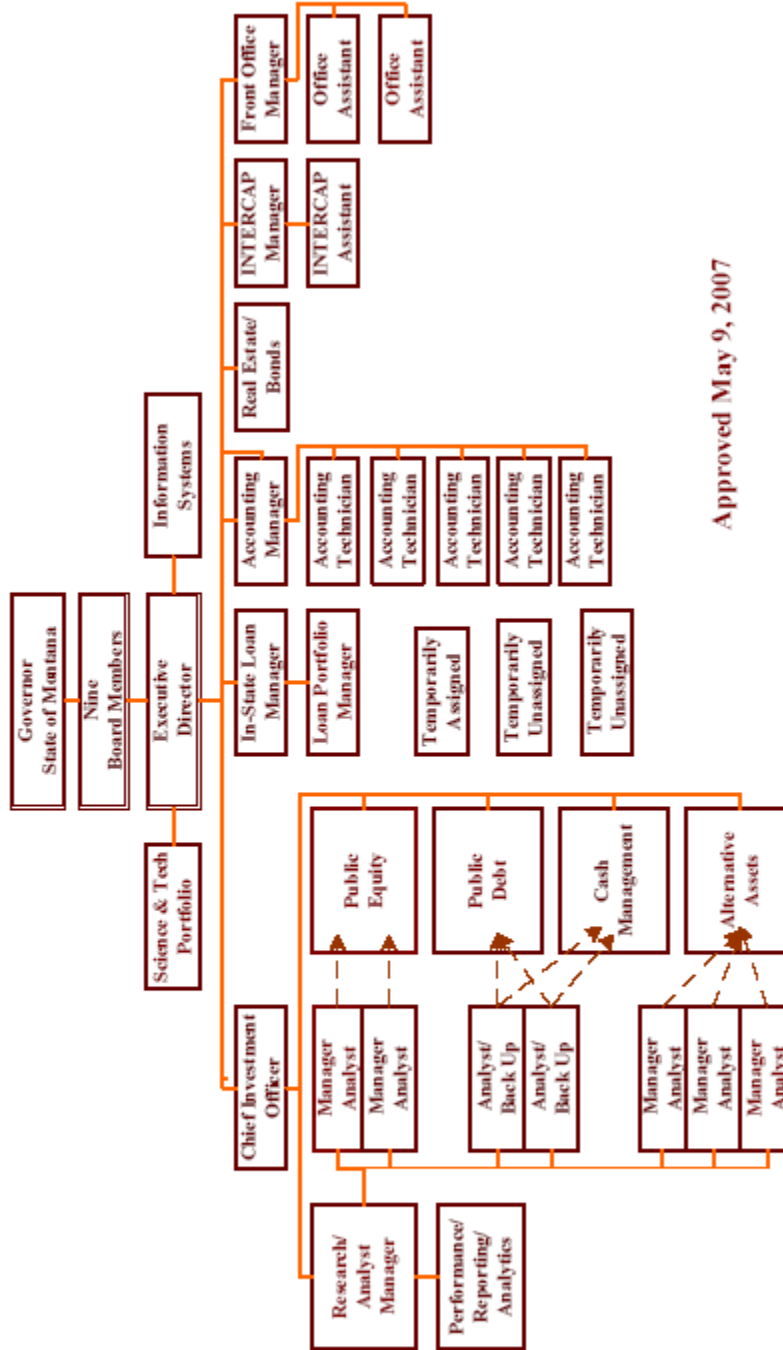 Governor
State of Montana
Nine
Board Members
Science & Tech
Portfolio
Executive
Director
Information
Systems
Chief Investment
Officer
In-State Loan
Manager
Accounting
Manager
Real Estate/
Bonds
INTERCAP
Manager
Front Office
Manager
Research/
Analyst
Manager
Manager
Analyst
Manager
Analyst
Public
Equity
Loan Portfolio
Manager
Accounting
Technician
INTERCAP
Assistant
Office
Assistant
Accounting
Technician
Office
Assistant
Performance/
Reporting/
Analytics
Analyst/
Back Up
Analyst/
Back Up
Public
Debt
Temporarily
Assigned
Accounting
Technician
Temporarily
Unassigned
Accounting
Technician
Cash
Management
Temporarily
Unassigned
Accounting
Technician
Manager
Analyst
Manager
Analyst
Manager
Analyst
Alternative
Assets
Approved May 9, 2007